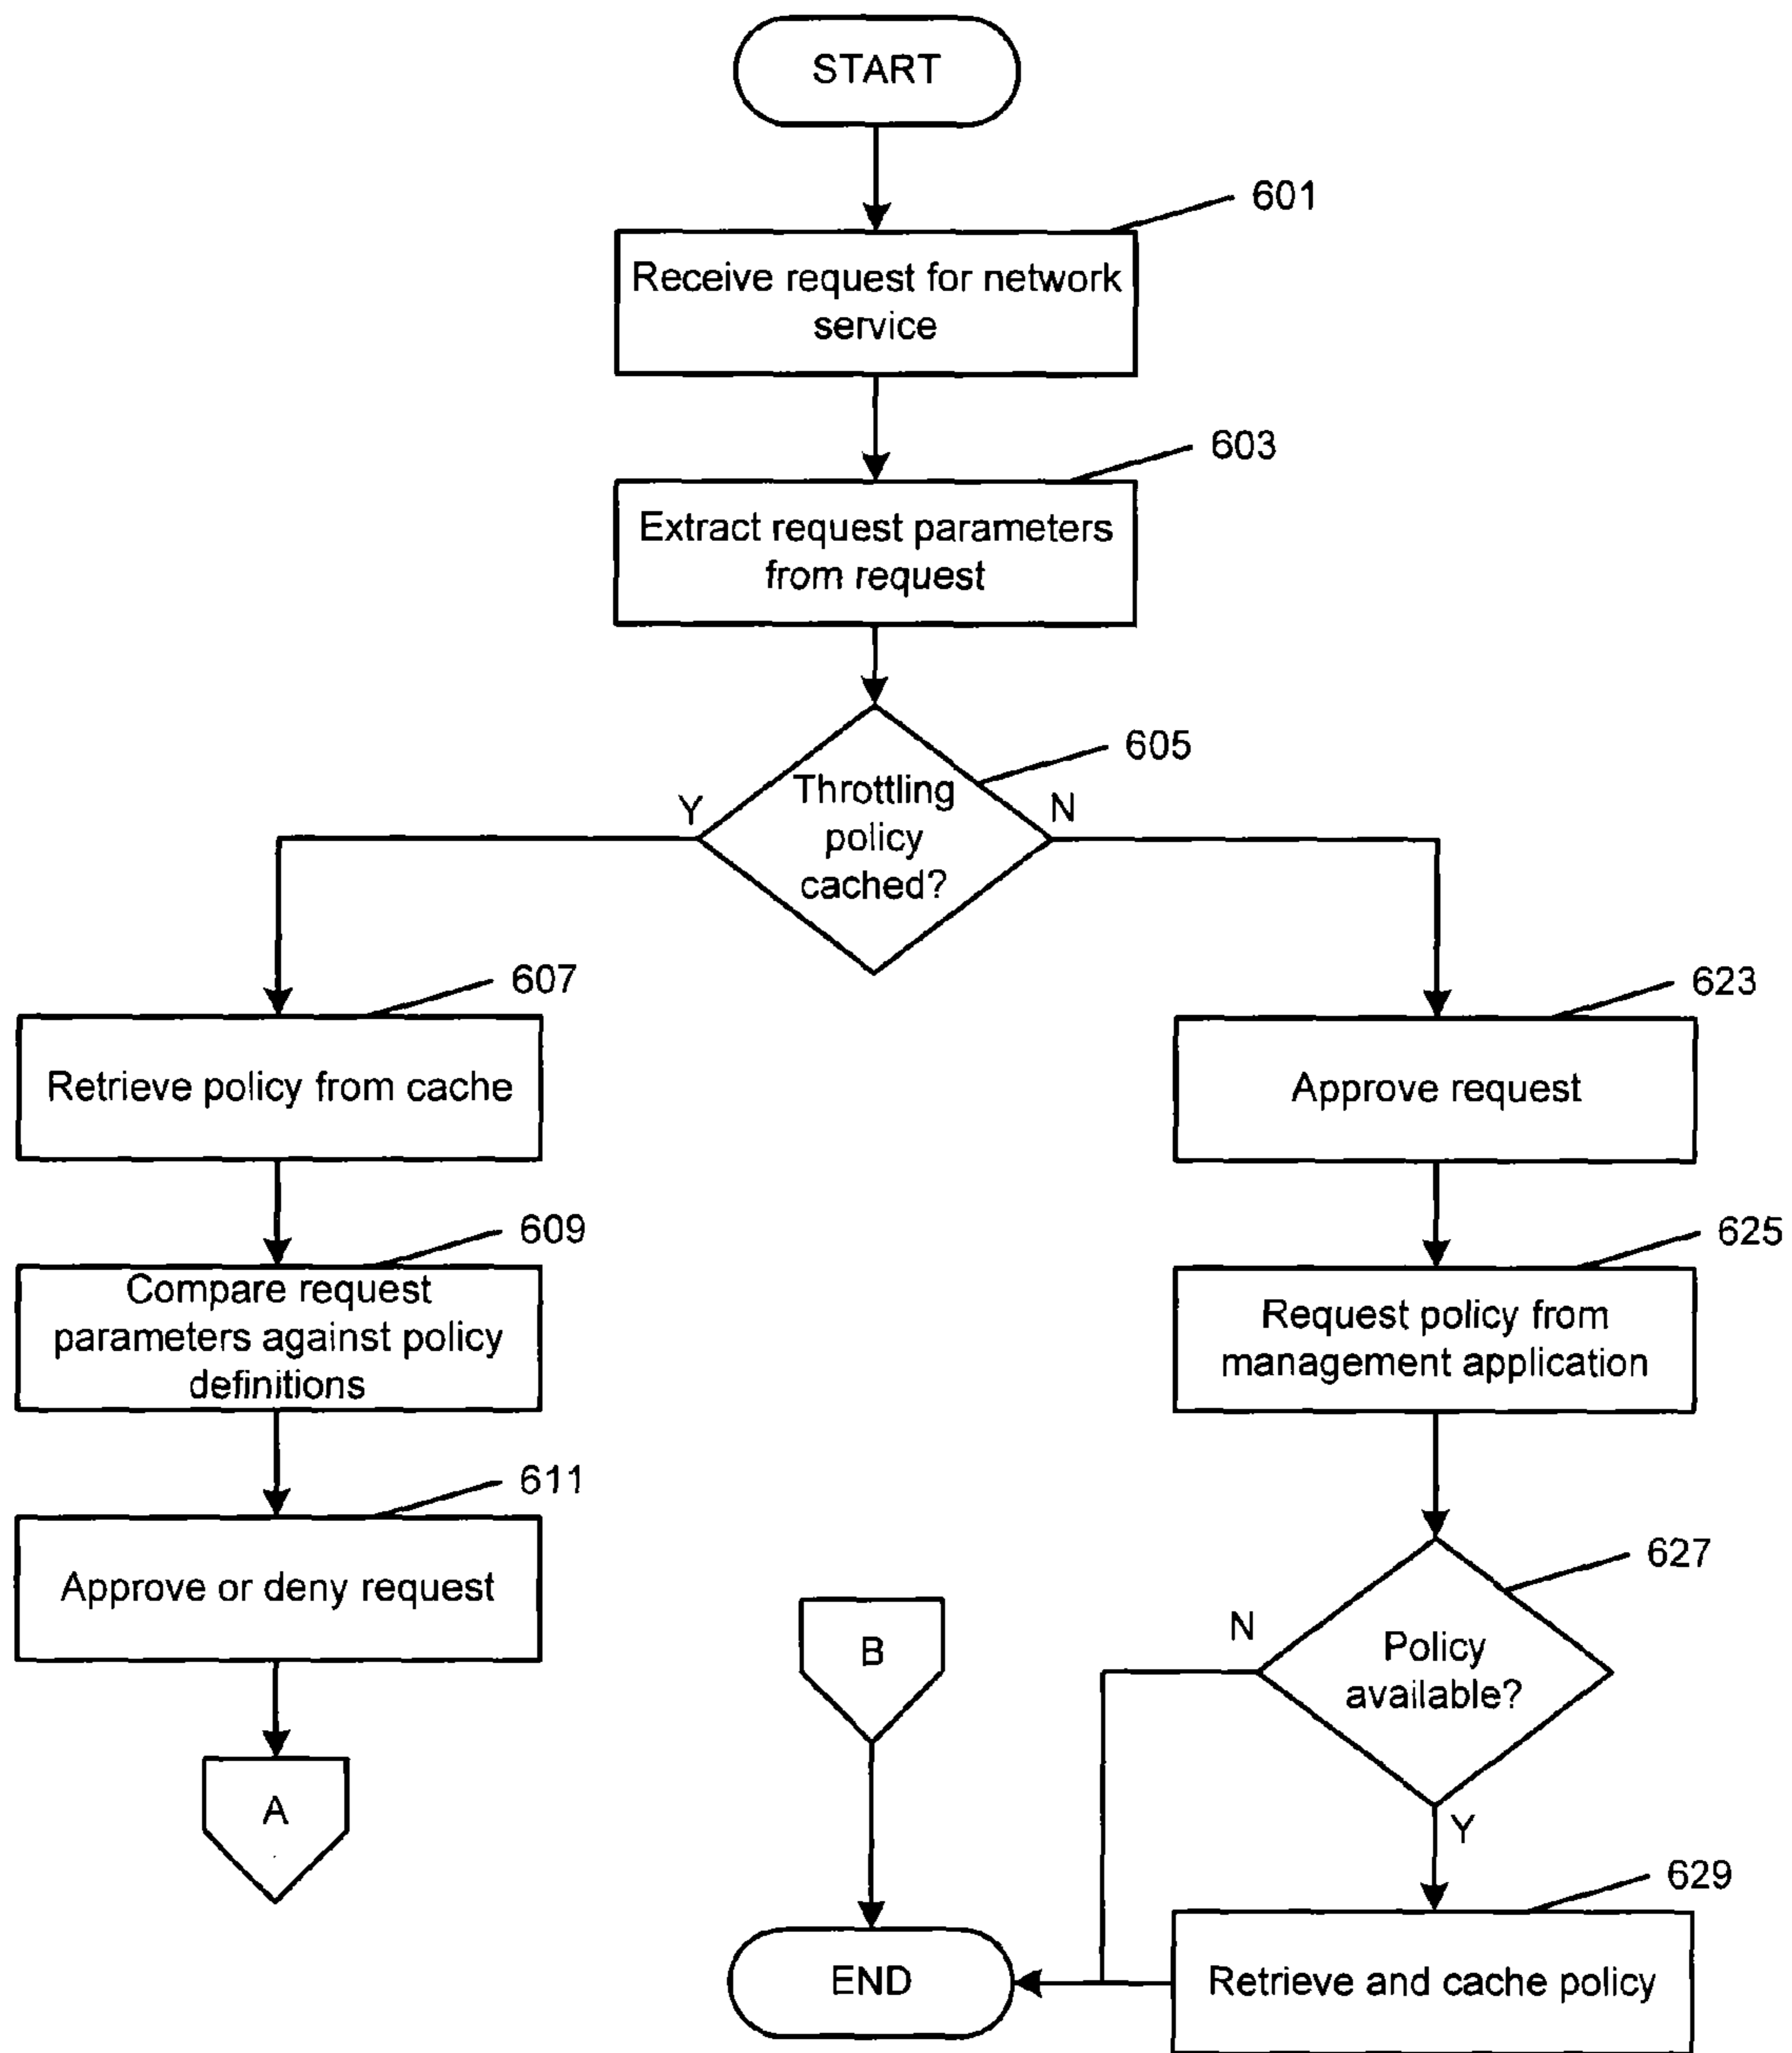 START
601
Receive request for network
service
603
Extract request parameters
from request
605
Throttling
policy
cached?
Y
N
607
Retrieve policy from cache
623
Approve request
609
Compare request
parameters against policy
definitions
625
Request policy from
management application
611
Approve or deny request
627
Policy
available?
N
Y
B
A
629
Retrieve and cache policy
END